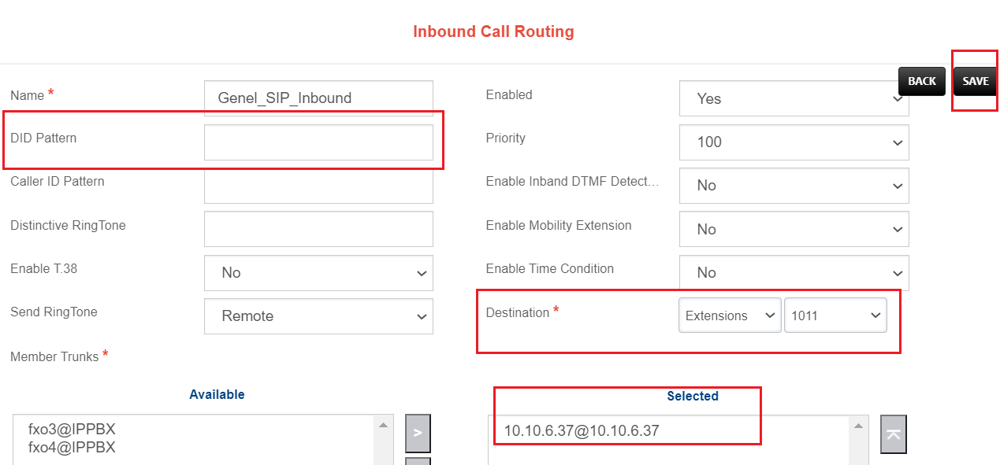 Inbound Call Routing
BACK
SAVE
Name *
Genel_SIP_Inbound
Enabled
Yes
DID Pattern
Priority
100
Caller ID Pattern
Enable Inband DTMF Detect...
No
Distinctive RingTone
Enable Mobility Extension
No
Enable T.38
No
Enable Time Condition
No
Send RingTone
Remote
Destination *
Extensions
1011
Member Trunks *
Available
Selected
fxo3@IPPBX
fxo4@IPPBX
>
10.10.6.37@10.10.6.37